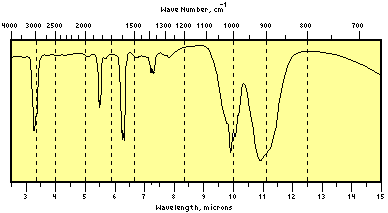 Wave Number, cm⁻¹
4000 3000 2500 2000 1500 1300 1200 1100 1000 900 800 700
3 4 5 6 7 8 9 10 11 12 13 14 15
Wavelength, microns